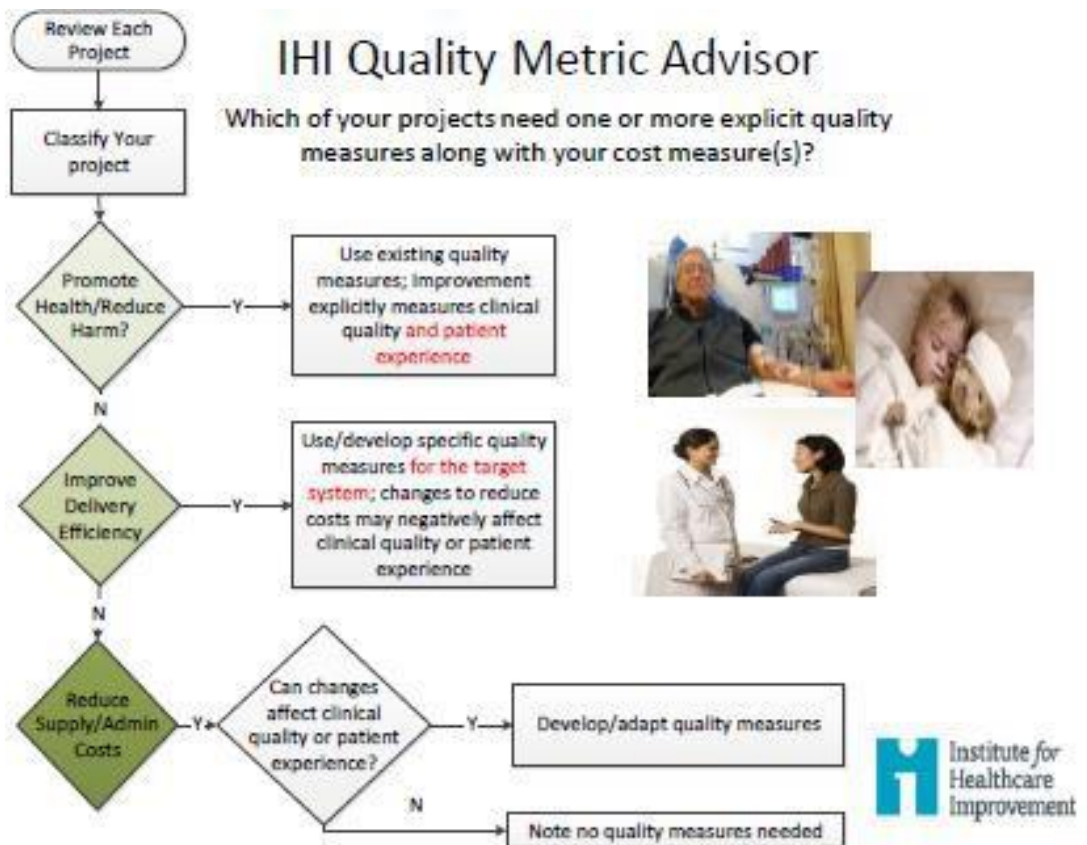 Review Each
Project
IHI Quality Metric Advisor
Which of your projects need one or more explicit quality
measures along with your cost measure(s)?
Classify Your
project
Promote
Health/Reduce
Harm?
Y
Use existing quality
measures; Improvement
explicitly measures clinical
quality and patient
experience
N
Improve
Delivery
Efficiency
Y
Use/develop specific quality
measures for the target
system; changes to reduce
costs may negatively affect
clinical quality or patient
experience
N
Reduce
Supply/Admin
Costs
Y
Can changes
affect clinical
quality or patient
experience?
Y
Develop/adapt quality measures
N
Note no quality measures needed
Institute for
Healthcare
Improvement